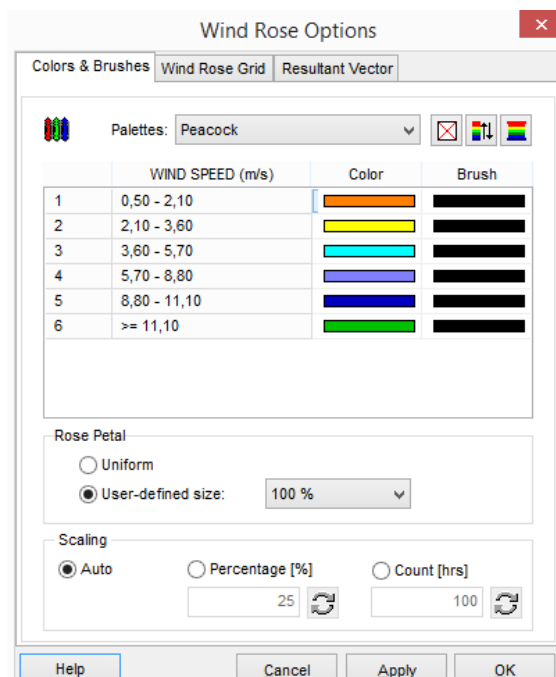 Wind Rose Options
Colors & Brushes Wind Rose Grid Resultant Vector
Palettes: Peacock
WIND SPEED (m/s) Color Brush
1 0,50 - 2,10
2 2,10 - 3,60
3 3,60 - 5,70
4 5,70 - 8,80
5 8,80 - 11,10
6 >= 11,10
Rose Petal
Uniform
User-defined size: 100 %
Scaling
Auto Percentage [%] Count [hrs]
25 100
Help Cancel Apply OK